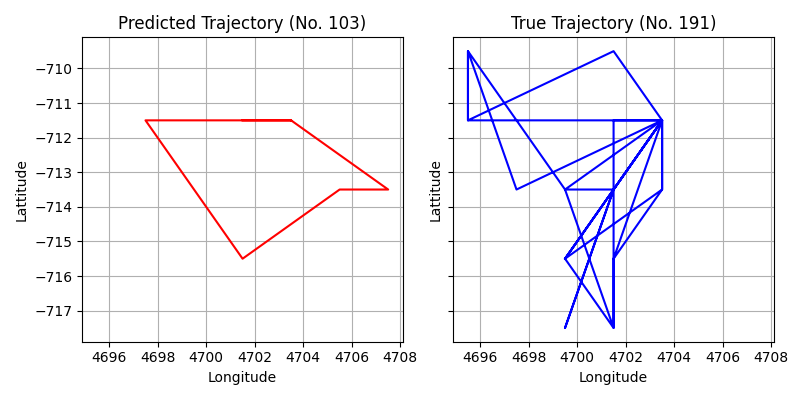 Predicted Trajectory (No. 103)
True Trajectory (No. 191)
Lattitude
−710
−711
−712
−713
−714
−715
−716
−717
4696 4698 4700 4702 4704 4706 4708
Longitude
Lattitude
4696 4698 4700 4702 4704 4706 4708
Longitude